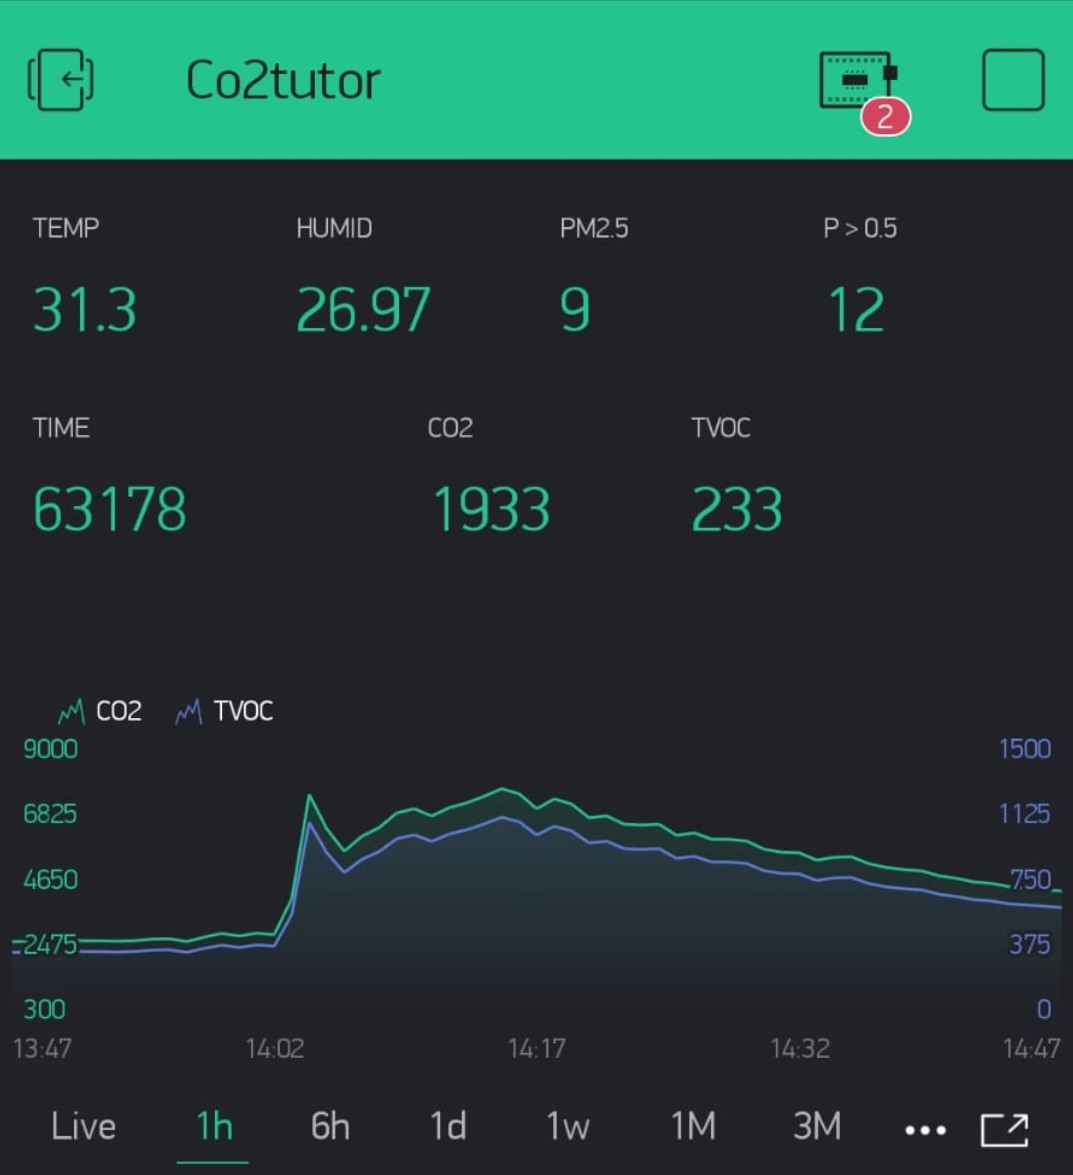 Co2tutor
2
TEMP HUMID PM2.5 P > 0.5
31.3 26.97 9 12
TIME CO2 TVOC
63178 1933 233
CO2 TVOC
9000 1500
6825 1125
4650 750
2475 375
300 0
13:47 14:02 14:17 14:32 14:47
Live 1h 6h 1d 1w 1M 3M